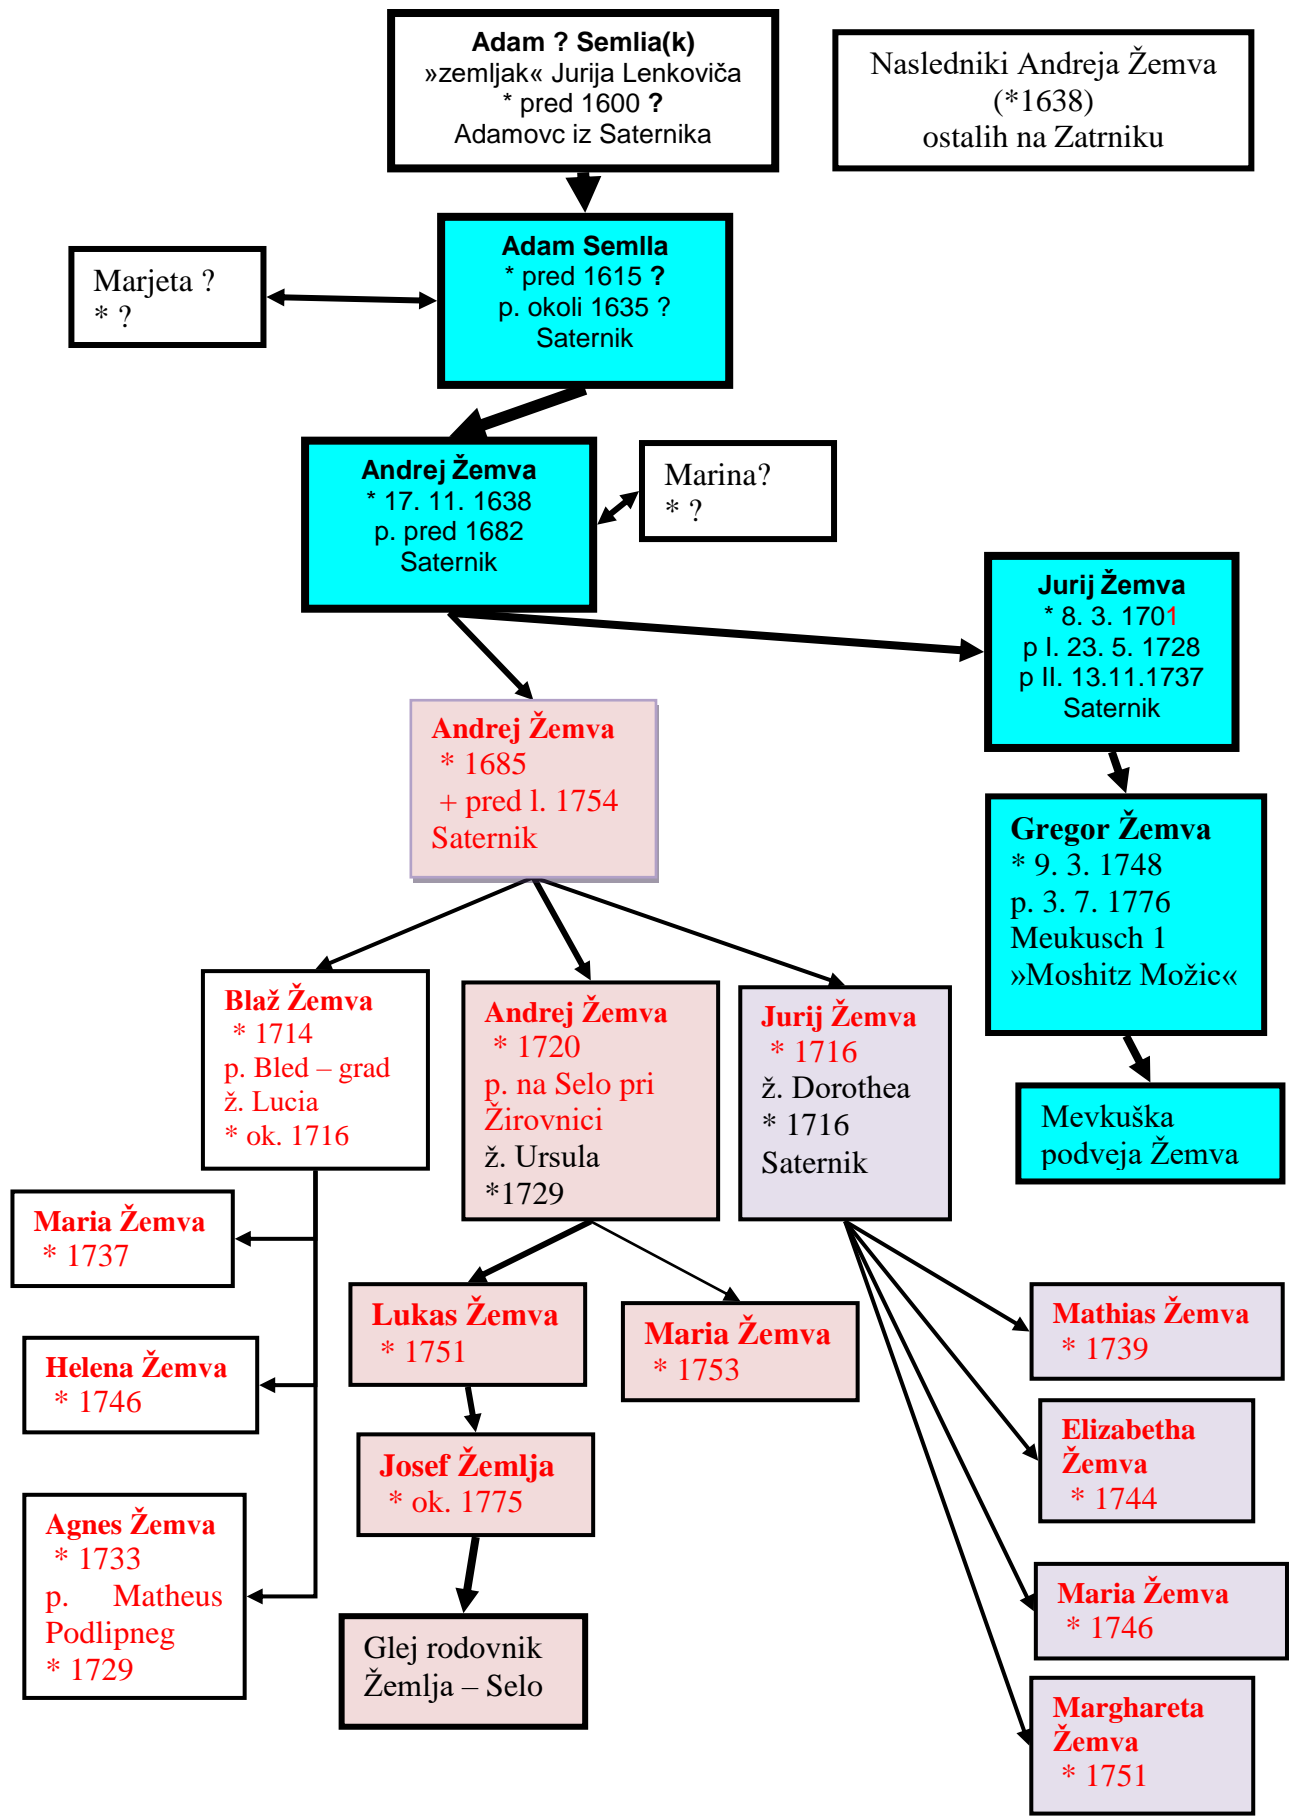 Adam ? Semlia(k)
»zemljak« Jurija Lenkoviča
* pred 1600 ?
Adamovc iz Saternika
Nasledniki Andreja Žemva
(*1638)
ostalih na Zatrniku
Adam Semlla
* pred 1615 ?
p. okoli 1635 ?
Saternik
Marjeta ?
* ?
Andrej Žemva
* 17. 11. 1638
p. pred 1682
Saternik
Marina?
* ?
Jurij Žemva
* 8. 3. 1701
p I. 23. 5. 1728
p II. 13.11.1737
Saternik
Andrej Žemva
* 1685
+ pred l. 1754
Saternik
Gregor Žemva
* 9. 3. 1748
p. 3. 7. 1776
Meukusch 1
»Moshitz Možic«
Blaž Žemva
* 1714
p. Bled – grad
ž. Lucia
* ok. 1716
Andrej Žemva
* 1720
p. na Selo pri
Žirovnici
ž. Ursula
*1729
Jurij Žemva
* 1716
ž. Dorothea
* 1716
Saternik
Mevkuška
podveja Žemva
Maria Žemva
* 1737
Lukas Žemva
* 1751
Maria Žemva
* 1753
Mathias Žemva
* 1739
Helena Žemva
* 1746
Josef Žemlja
* ok. 1775
Elizabetha
Žemva
* 1744
Agnes Žemva
* 1733
p. Matheus
Podlipneg
* 1729
Glej rodovnik
Žemlja – Selo
Maria Žemva
* 1746
Marghareta
Žemva
* 1751